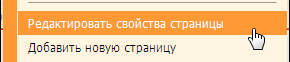 Редактировать свойства страницы
Добавить новую страницу